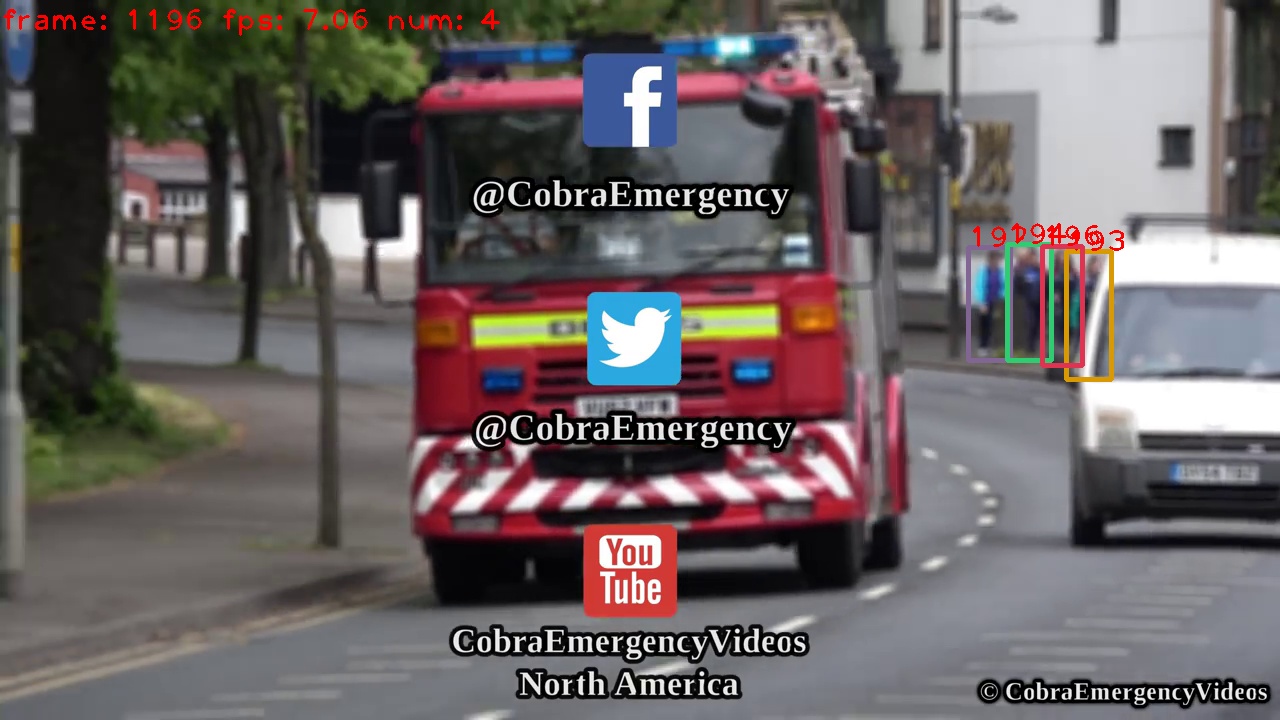 frame: 1196 fps: 7.06 num: 4
f
@CobraEmergency
@CobraEmergency
You
Tube
CobraEmergencyVideos
North America
© CobraEmergencyVideos